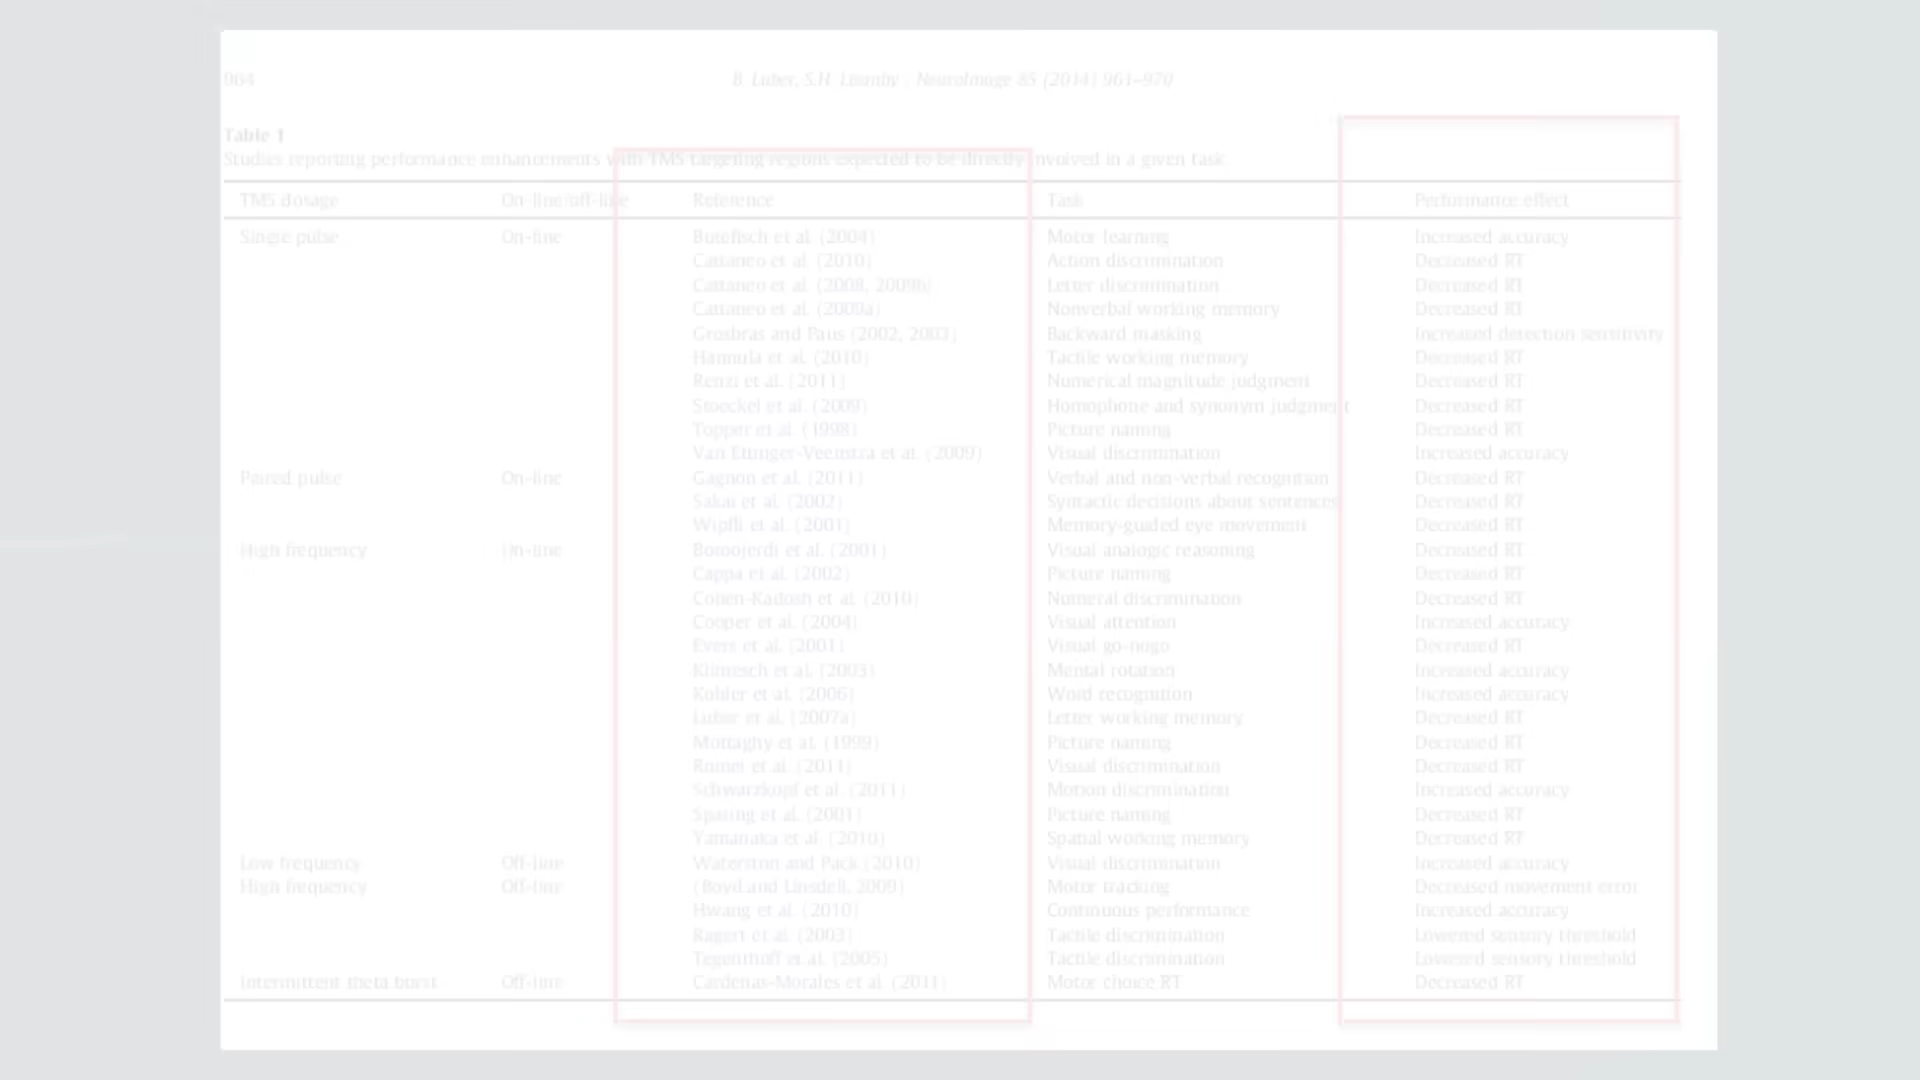 964 B. Luber, S.H. Lisanby / NeuroImage 85 (2014) 961–970
Table 1
Studies reporting performance enhancements with TMS targeting regions expected to be directly involved in a given task.
TMS dosage On-line/off-line Reference Task Performance effect
Single pulse On-line Butefisch et al. (2004) Motor learning Increased accuracy
Cattaneo et al. (2010) Action discrimination Decreased RT
Cattaneo et al. (2008, 2009b) Letter discrimination Decreased RT
Cattaneo et al. (2009a) Nonverbal working memory Decreased RT
Grosbras and Paus (2002, 2003) Backward masking Increased detection sensitivity
Hannula et al. (2010) Tactile working memory Decreased RT
Renzi et al. (2011) Numerical magnitude judgment Decreased RT
Stoeckel et al. (2009) Homophone and synonym judgment Decreased RT
Topper et al. (1998) Picture naming Decreased RT
Van Ettinger-Veenstra et al. (2009) Visual discrimination Increased accuracy
Paired pulse On-line Gagnon et al. (2011) Verbal and non-verbal recognition Decreased RT
Sakai et al. (2002) Syntactic decisions about sentences Decreased RT
Wipfli et al. (2001) Memory-guided eye movement Decreased RT
High frequency On-line Boroojerdi et al. (2001) Visual analogic reasoning Decreased RT
Cappa et al. (2002) Picture naming Decreased RT
Cohen-Kadosh et al. (2010) Numeral discrimination Decreased RT
Cooper et al. (2004) Visual attention Increased accuracy
Evers et al. (2001) Visual go-nogo Decreased RT
Klimesch et al. (2003) Mental rotation Increased accuracy
Kohler et al. (2006) Word recognition Increased accuracy
Luber et al. (2007a) Letter working memory Decreased RT
Mottaghy et al. (1999) Picture naming Decreased RT
Romei et al. (2011) Visual discrimination Decreased RT
Schwarzkopf et al. (2011) Motion discrimination Increased accuracy
Sparing et al. (2001) Picture naming Decreased RT
Yamanaka et al. (2010) Spatial working memory Decreased RT
Low frequency Off-line Waterston and Pack (2010) Visual discrimination Increased accuracy
High frequency Off-line (Boyd and Linsdell, 2009) Motor tracking Decreased movement error
Hwang et al. (2010) Continuous performance Increased accuracy
Ragert et al. (2003) Tactile discrimination Lowered sensory threshold
Tegenthoff et al. (2005) Tactile discrimination Lowered sensory threshold
Intermittent theta burst Off-line Cardenas-Morales et al. (2011) Motor choice RT Decreased RT